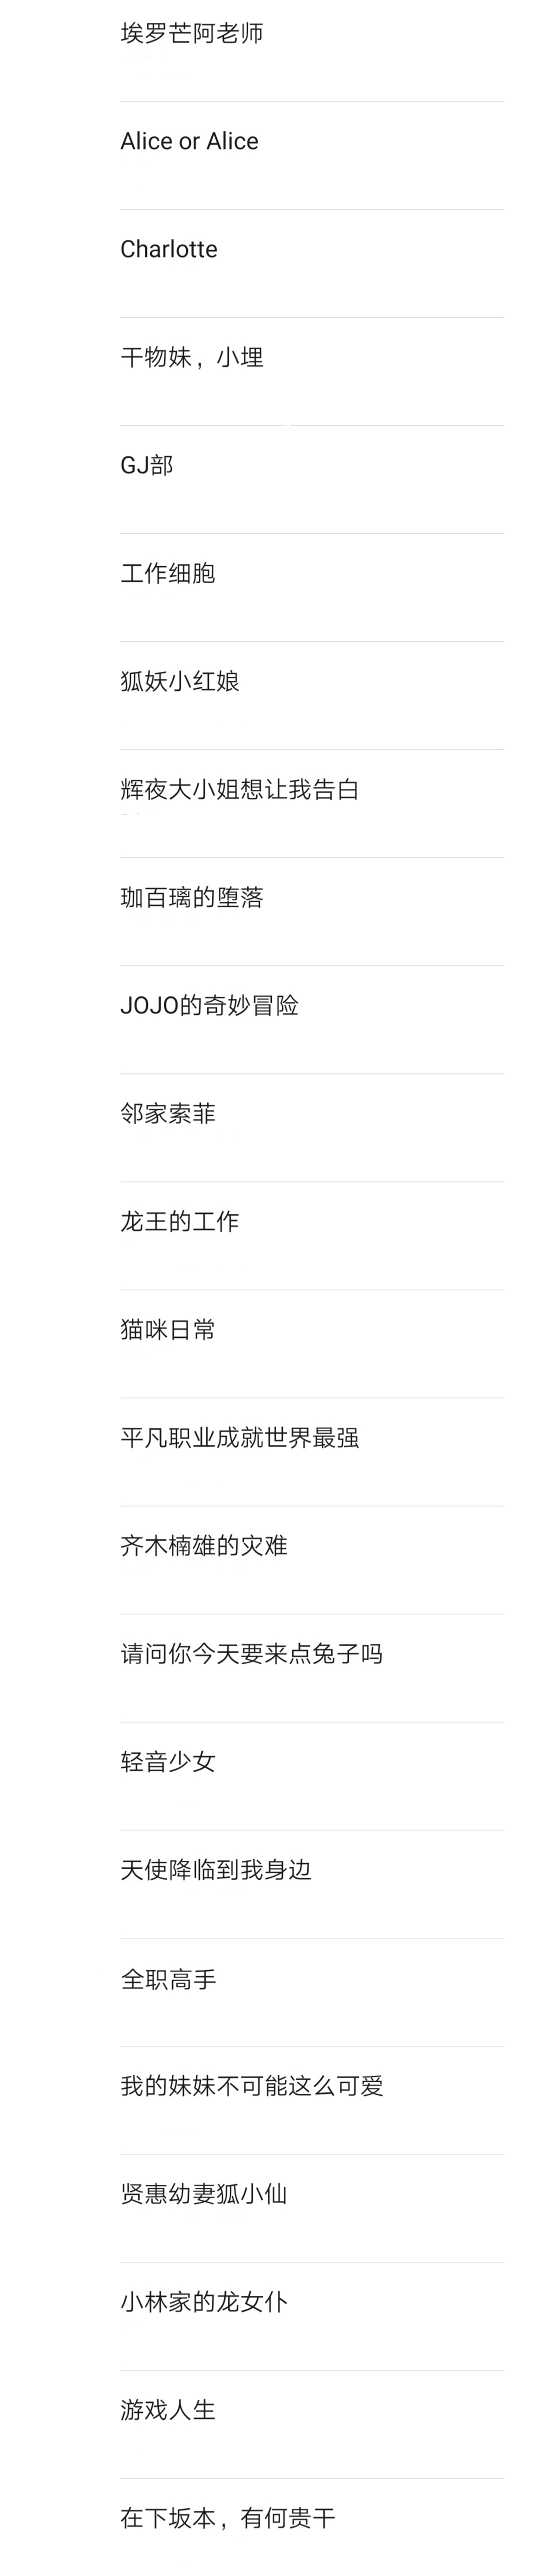 埃罗芒阿老师
Alice or Alice
Charlotte
干物妹，小埋
GJ部
工作细胞
狐妖小红娘
辉夜大小姐想让我告白
珈百璃的堕落
JOJO的奇妙冒险
邻家索菲
龙王的工作
猫咪日常
平凡职业成就世界最强
齐木楠雄的灾难
请问你今天要来点兔子吗
轻音少女
天使降临到我身边
全职高手
我的妹妹不可能这么可爱
贤惠幼妻狐小仙
小林家的龙女仆
游戏人生
在下坂本，有何贵干